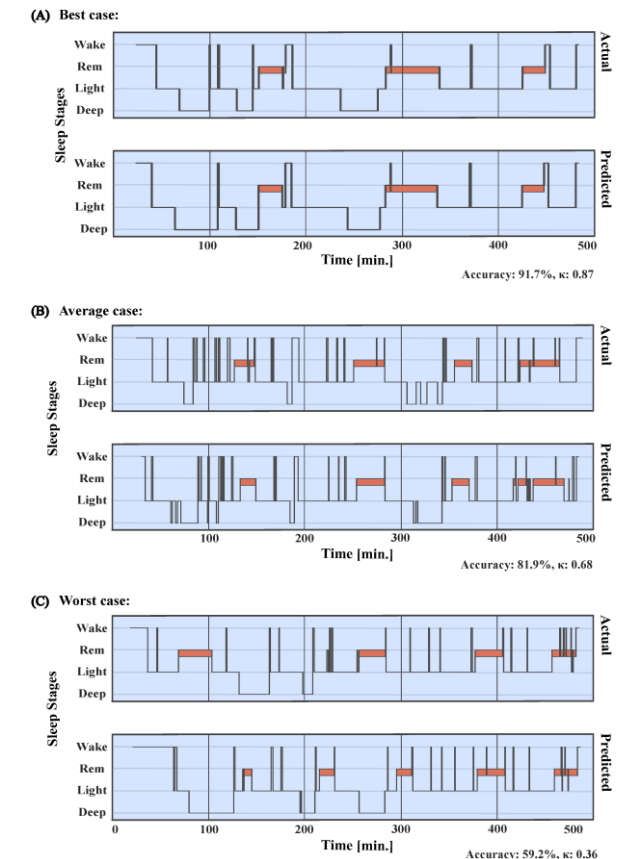 (A) Best case:
Wake
Rem
Light
Deep
Actual
Sleep Stages
Wake
Rem
Light
Deep
Predicted
100 200 300 400 500
Time [min.]
Accuracy: 91.7%, κ: 0.87
(B) Average case:
Wake
Rem
Light
Deep
Actual
Sleep Stages
Wake
Rem
Light
Deep
Predicted
100 200 300 400 500
Time [min.]
Accuracy: 81.9%, κ: 0.68
(C) Worst case:
Wake
Rem
Light
Deep
Actual
Sleep Stages
Wake
Rem
Light
Deep
Predicted
0 100 200 300 400 500
Time [min.]
Accuracy: 59.2%, κ: 0.36